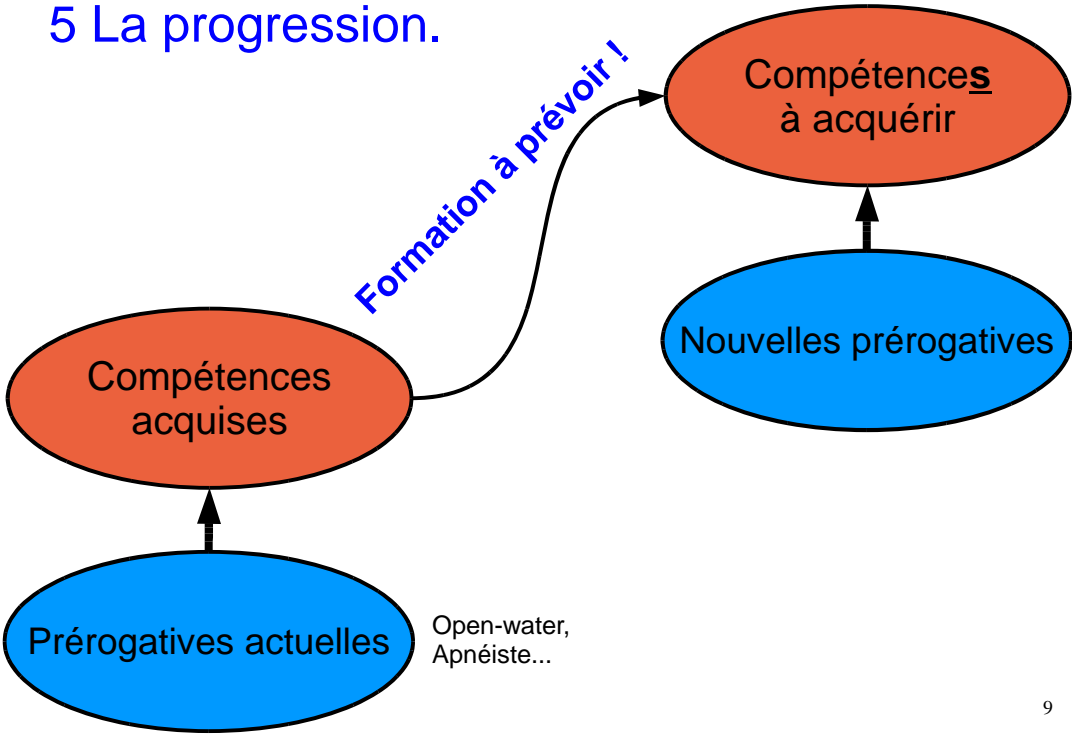 5 La progression.
Formation à prévoir !
Compétences
à acquérir
Nouvelles prérogatives
Compétences
acquises
Prérogatives actuelles
Open-water,
Apnéiste...
9